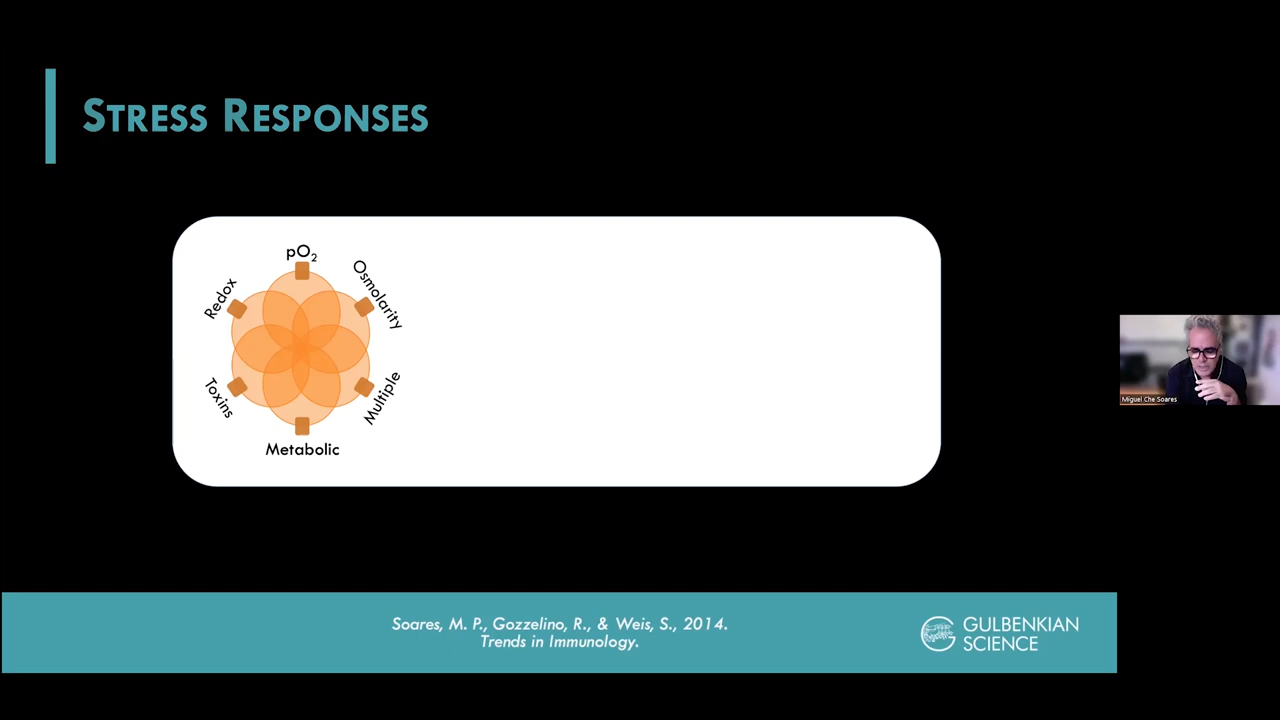 STRESS RESPONSES
pO2
Osmolarity
Redox
Toxins
Multiple
Metabolic
Miguel Che Soares
Soares, M. P., Gozzelino, R., & Weis, S., 2014.
Trends in Immunology.
GULBENKIAN
SCIENCE